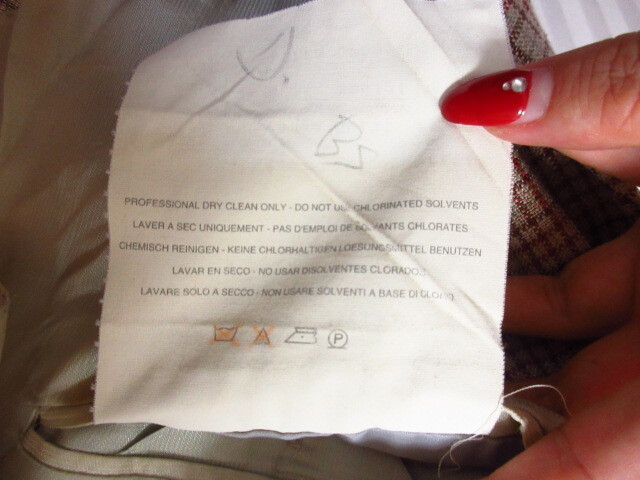 PROFESSIONAL DRY CLEAN ONLY - DO NOT USE CHLORINATED SOLVENTS
LAVER A SEC UNIQUEMENT - PAS D'EMPLOI DE SOLVANTS CHLORATES
CHEMISCH REINIGEN - KEINE CHLORHALTIGEN LOESUNGSMITTEL BENUTZEN
LAVAR EN SECO - NO USAR DISOLVENTES CLORADOS
LAVARE SOLO A SECCO - NON USARE SOLVENTI A BASE DI CLORO
P